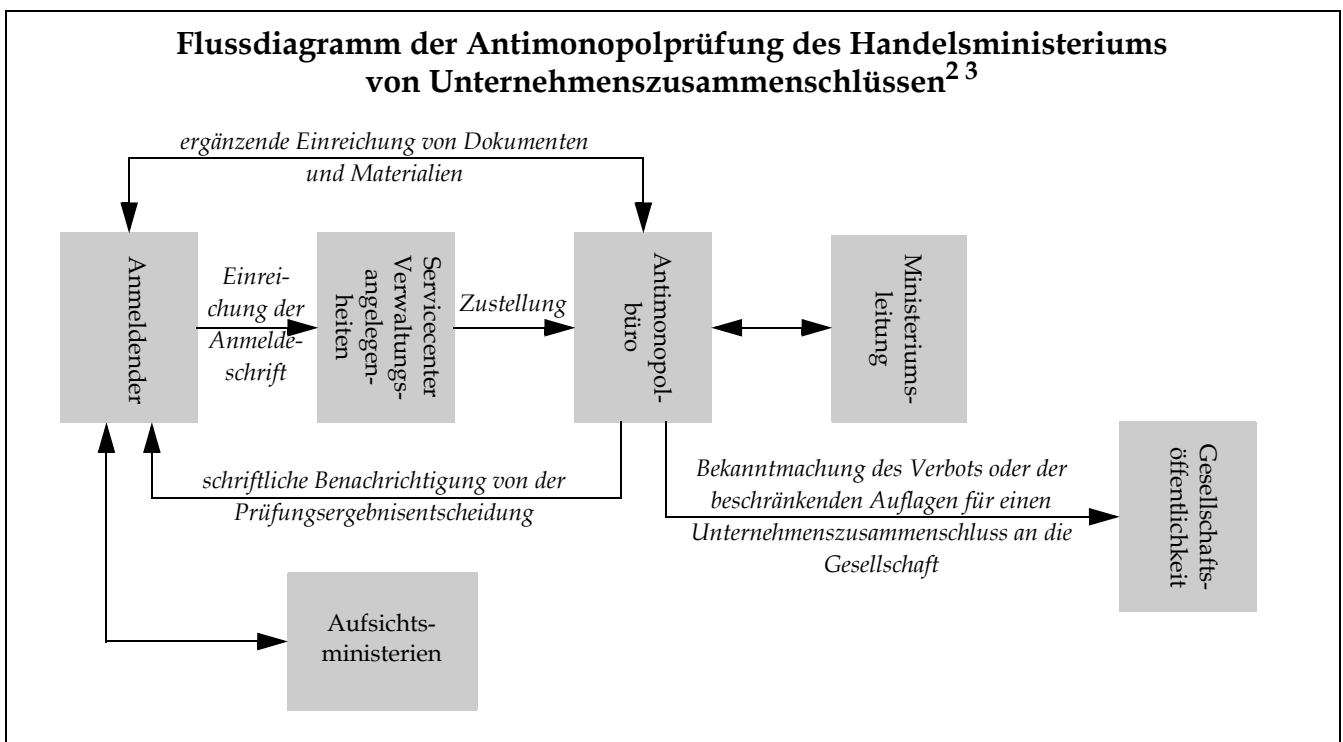 Flussdiagramm der Antimonopolprüfung des Handelsministeriums
von Unternehmenszusammenschlüssen2 3
ergänzende Einreichung von Dokumenten
und Materialien
Anmeldender
Einrei-
chung der
Anmelde-
schrift
Servicecenter
Verwaltungs-
angelegen-
heiten
Zustellung
Antimonopol-
büro
Ministeriums-
leitung
schriftliche Benachrichtigung von der
Prüfungsergebnisentscheidung
Bekanntmachung des Verbots oder der
beschränkenden Auflagen für einen
Unternehmenszusammenschluss an die
Gesellschaft
Gesellschafts-
öffentlichkeit
Aufsichts-
ministerien